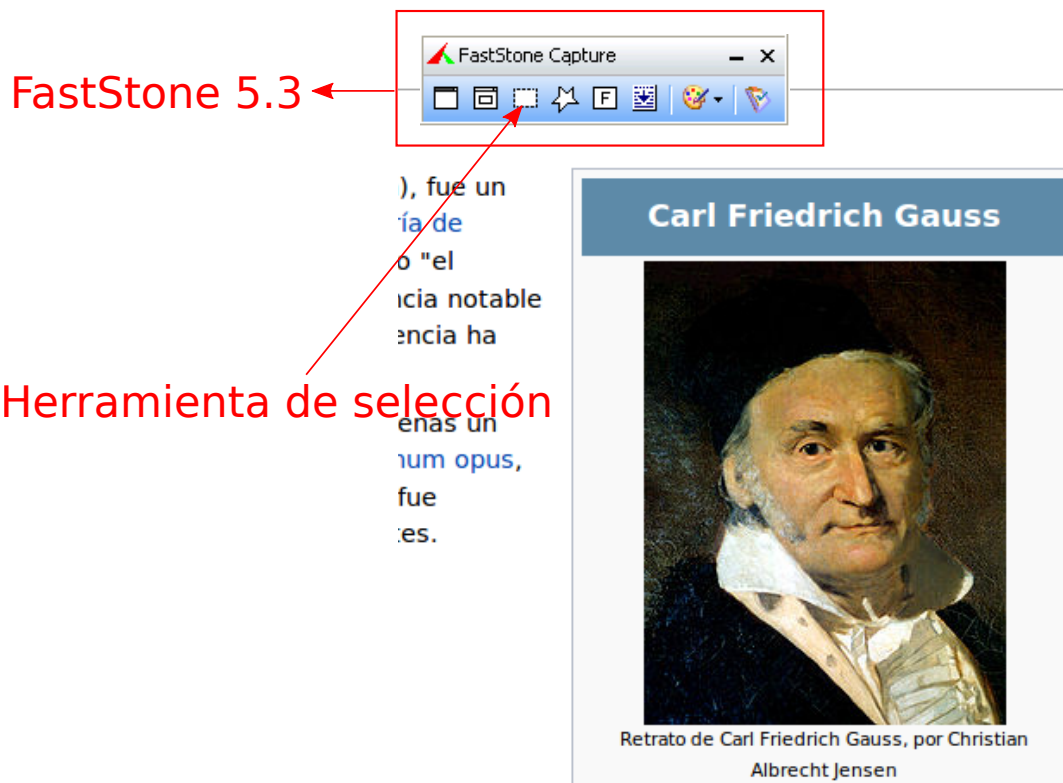 FastStone Capture
FastStone 5.3
F
), fue un
ría de
o "el
ncia notable
encia ha
Herramienta de selección
enas un
num opus,
fue
tes.
Carl Friedrich Gauss
Retrato de Carl Friedrich Gauss, por Christian
Albrecht Jensen